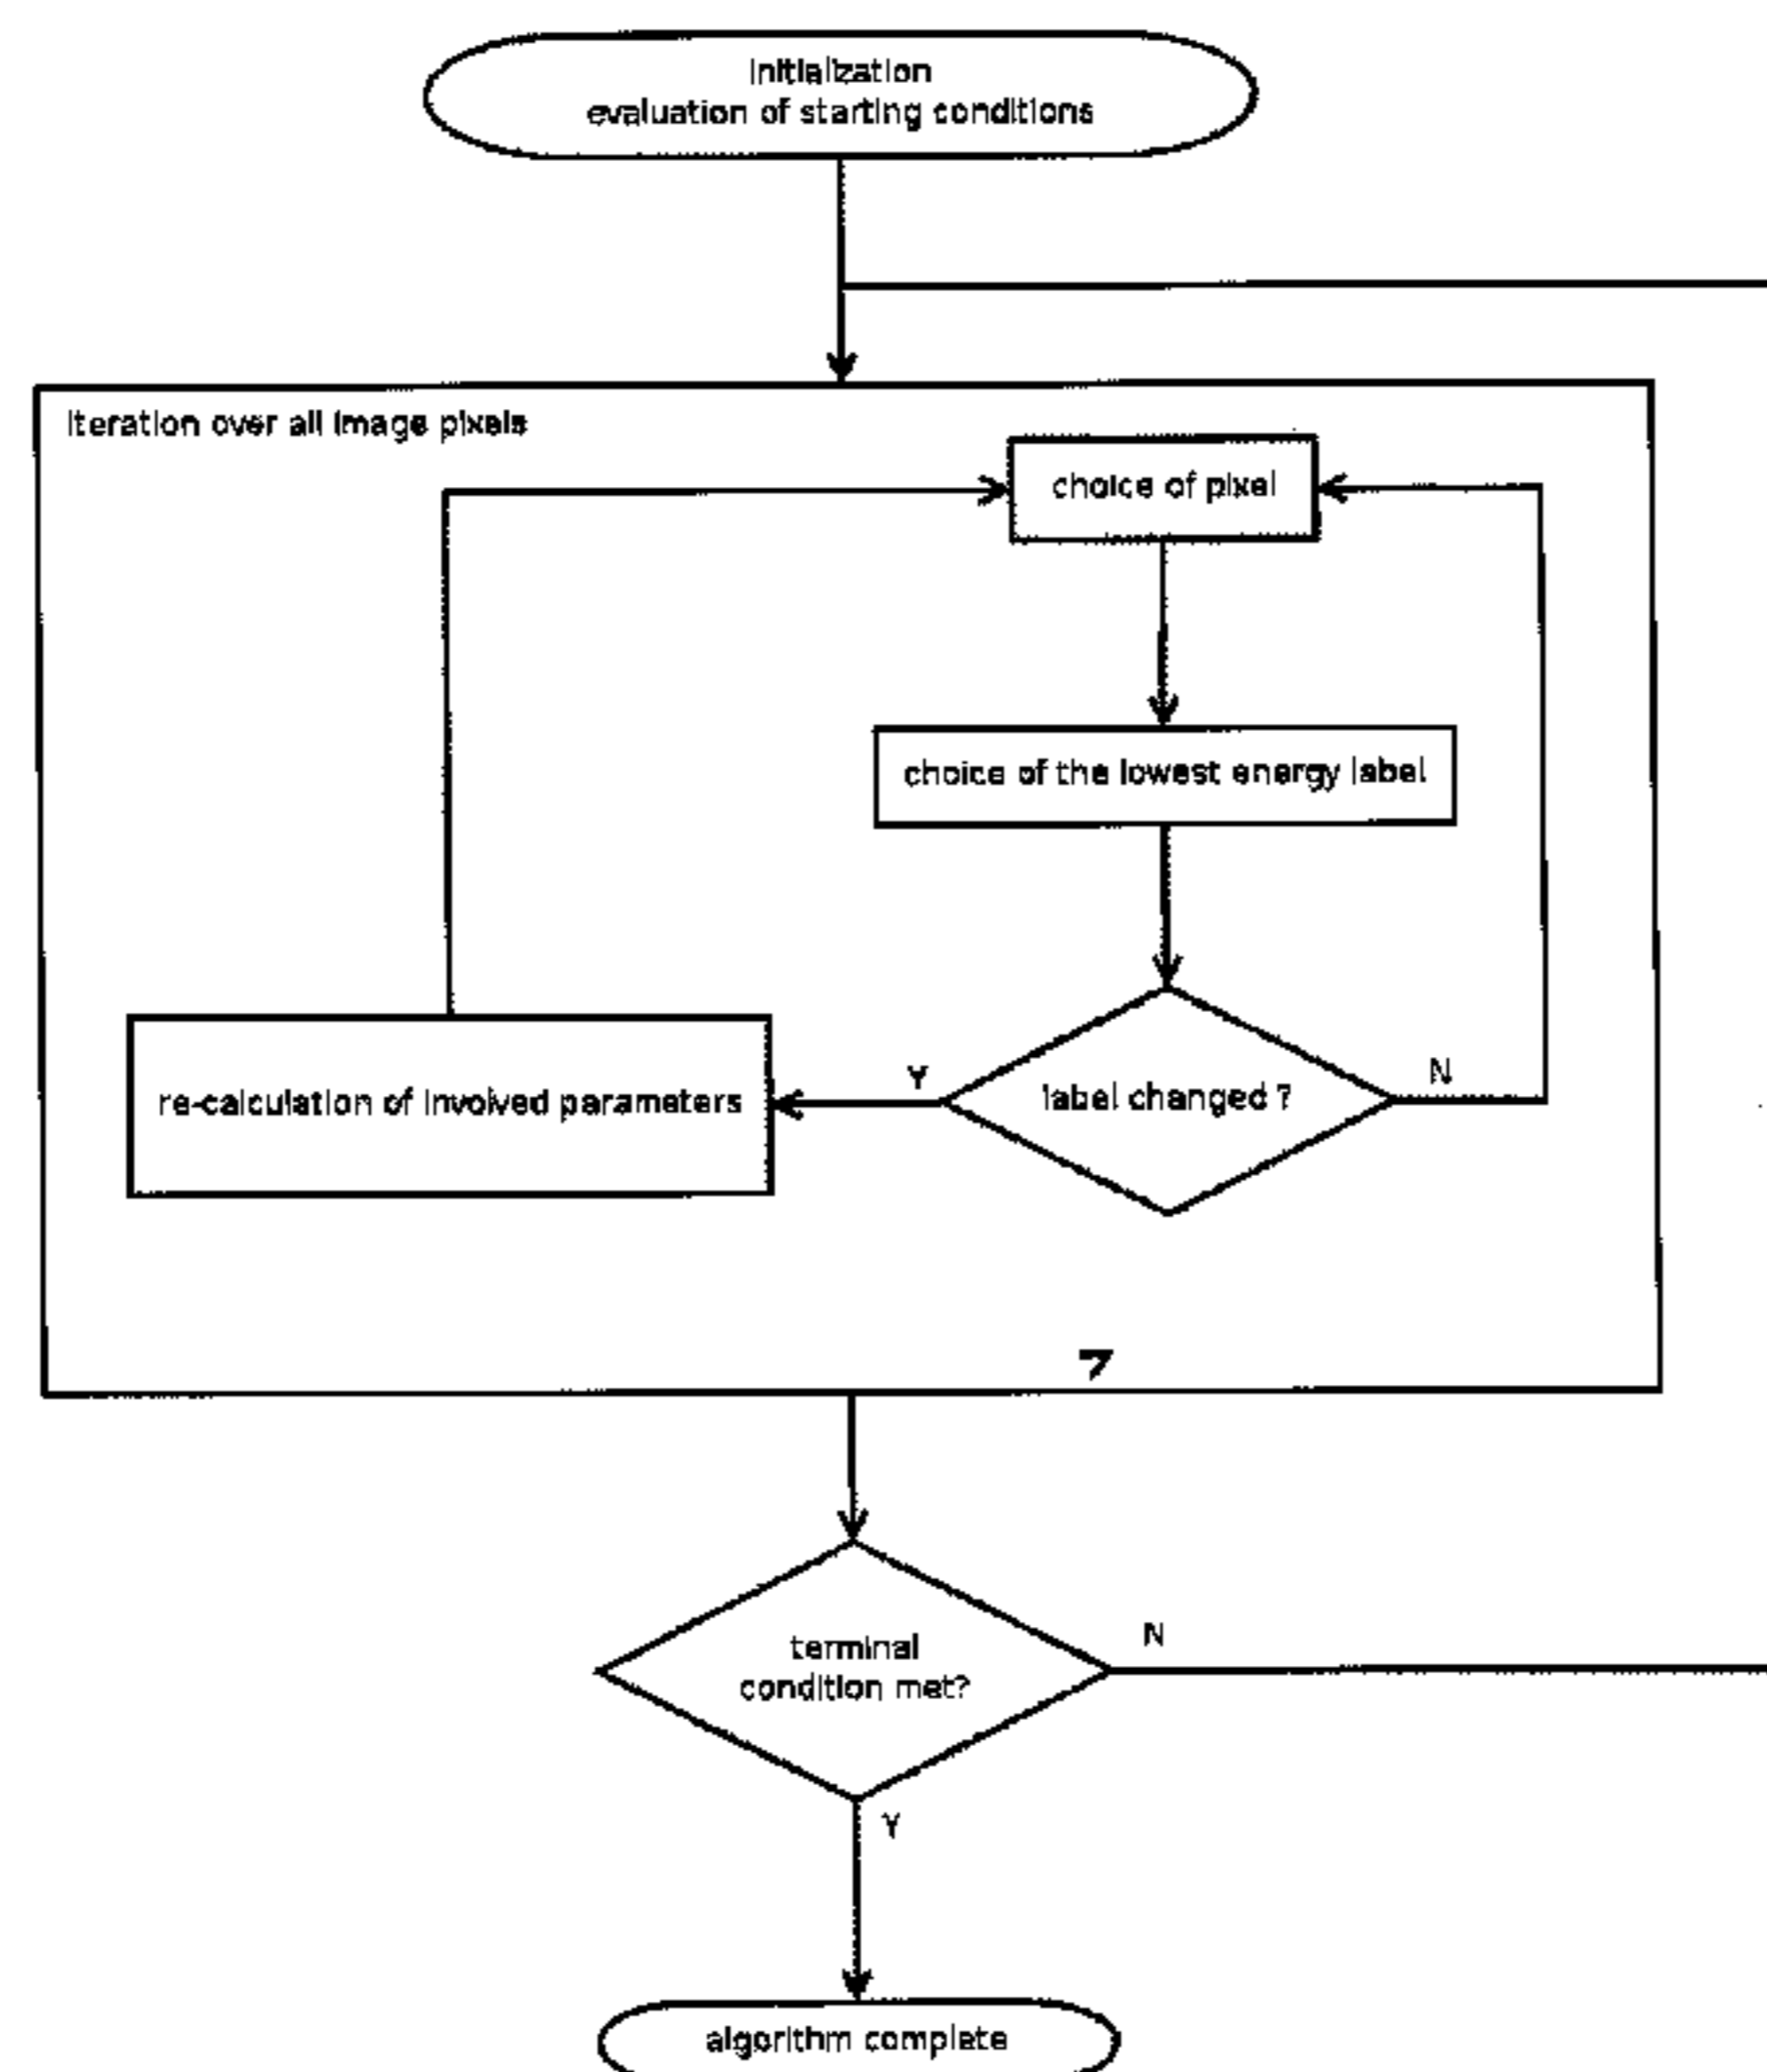 initialization
evaluation of starting conditions
iteration over all image pixels
choice of pixel
choice of the lowest energy label
label changed ?
Y
N
re-calculation of involved parameters
terminal
condition met?
N
Y
algorithm complete